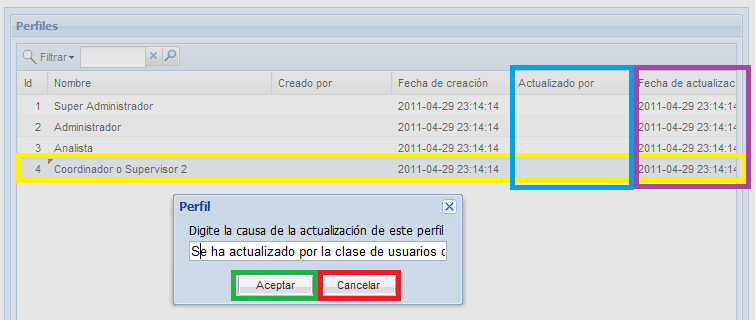 Perfiles
Filtrar
Id Nombre Creado por Fecha de creación Actualizado por Fecha de actualizac
1 Super Administrador 2011-04-29 23:14:14 2011-04-29 23:14:14
2 Administrador 2011-04-29 23:14:14 2011-04-29 23:14:14
3 Analista 2011-04-29 23:14:14 2011-04-29 23:14:14
4 Coordinador o Supervisor 2 2011-04-29 23:14:14 2011-04-29 23:14:14
Perfil
Digite la causa de la actualización de este perfil
Se ha actualizado por la clase de usuarios
Aceptar Cancelar